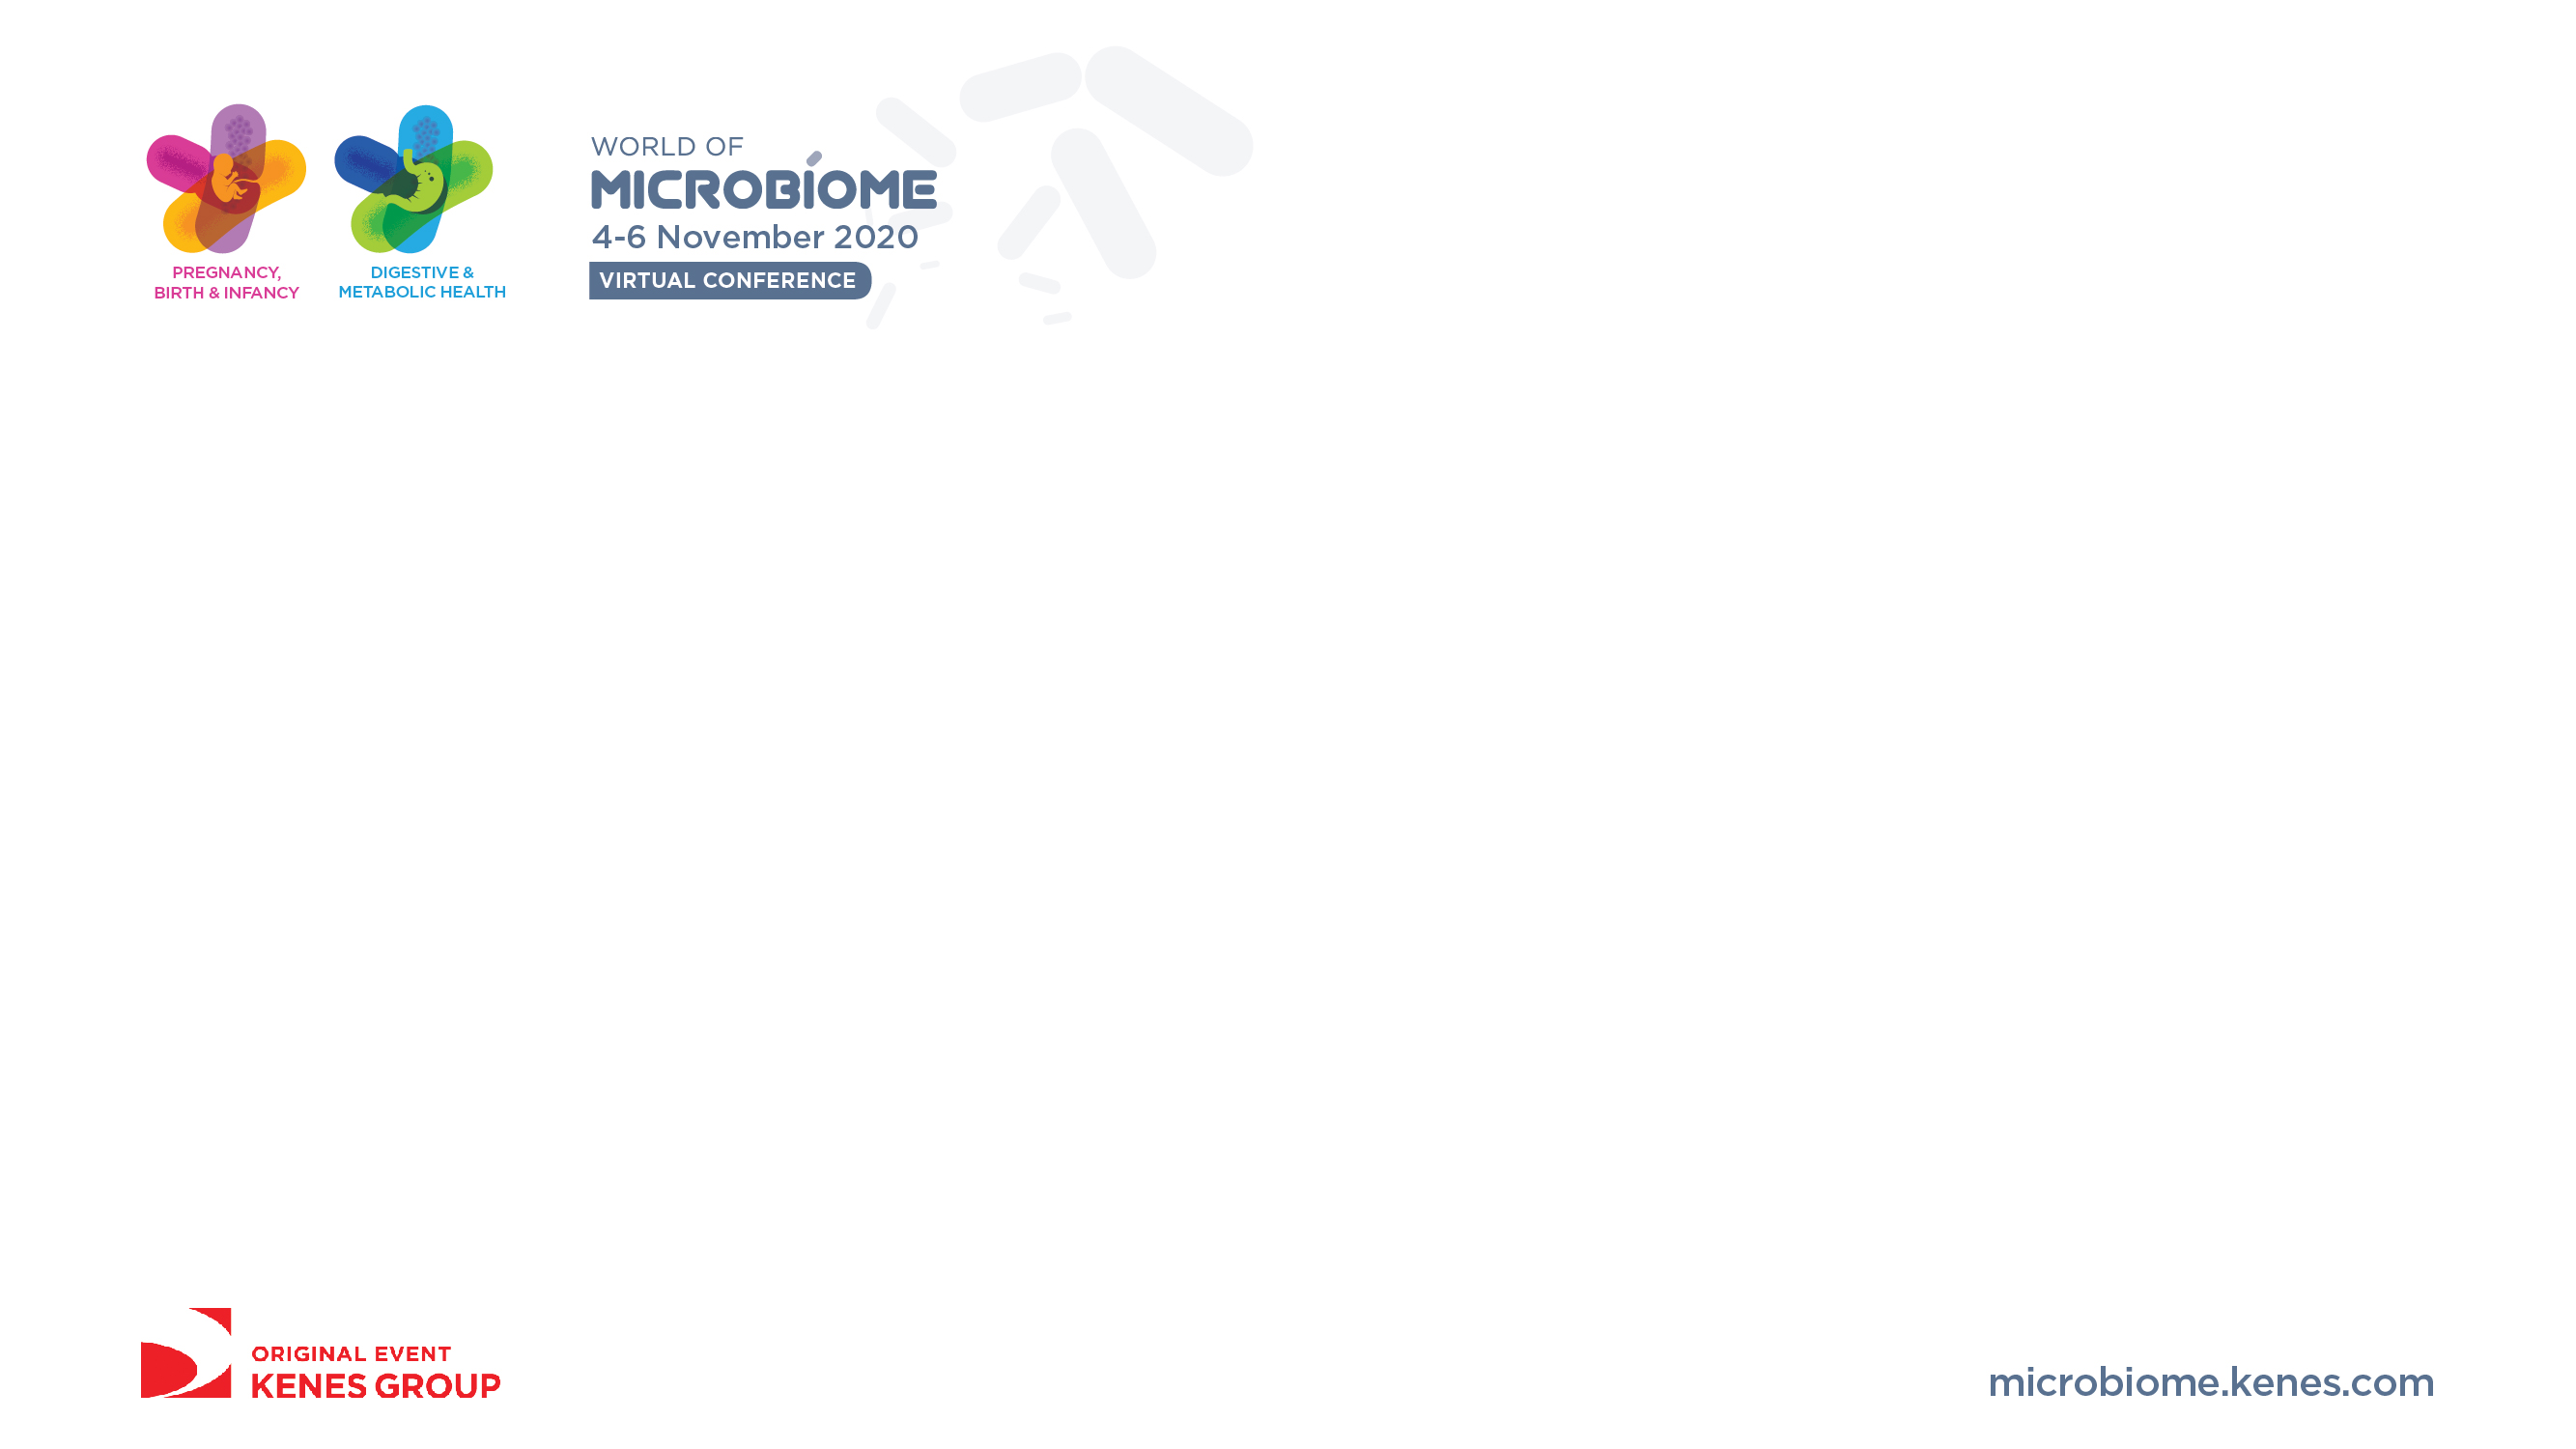 PREGNANCY,
BIRTH & INFANCY
DIGESTIVE &
METABOLIC HEALTH
WORLD OF
MICROBÍOME
4-6 November 2020
VIRTUAL CONFERENCE
ORIGINAL EVENT
KENES GROUP
microbiome.kenes.com